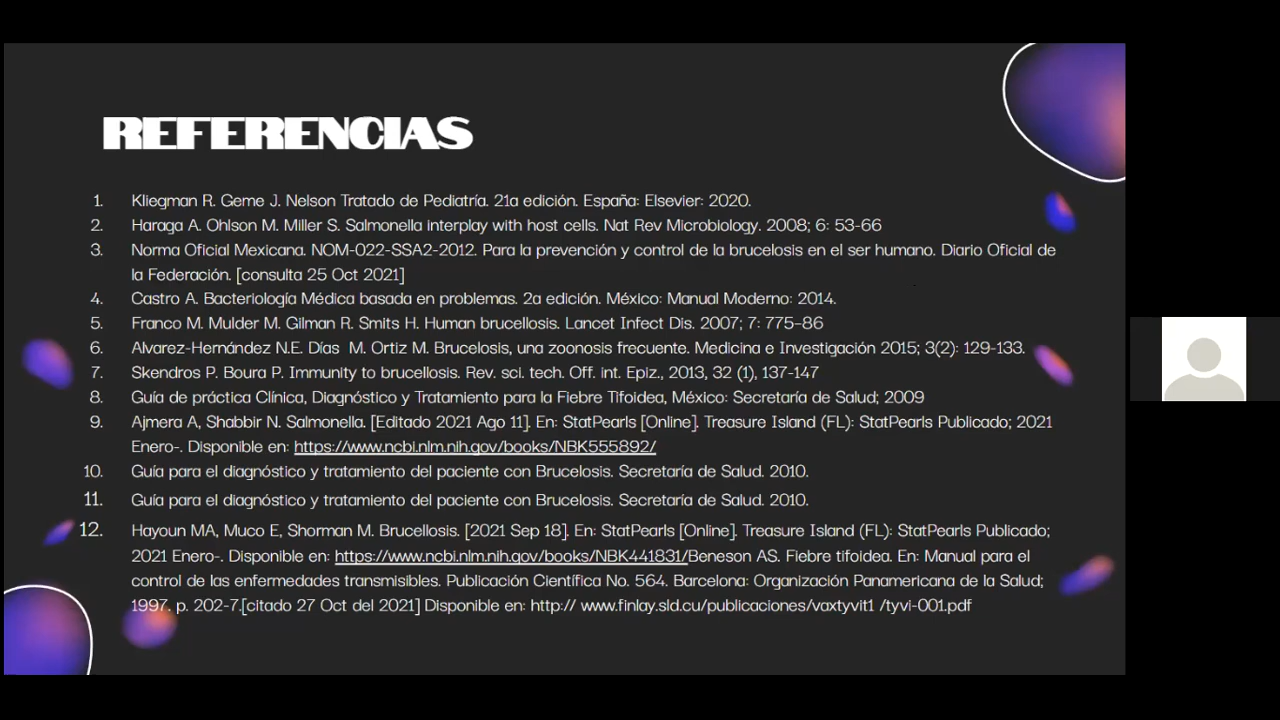 REFERENCIAS
1. Kliegman R. Geme J. Nelson Tratado de Pediatría. 21a edición. España: Elsevier: 2020.
2. Haraga A. Ohlson M. Miller S. Salmonella interplay with host cells. Nat Rev Microbiology. 2008; 6: 53-66
3. Norma Oficial Mexicana. NOM-022-SSA2-2012. Para la prevención y control de la brucelosis en el ser humano. Diario Oficial de
la Federación. [consulta 25 Oct 2021]
4. Castro A. Bacteriología Médica basada en problemas. 2a edición. México: Manual Moderno: 2014.
5. Franco M. Mulder M. Gilman R. Smits H. Human brucellosis. Lancet Infect Dis. 2007; 7: 775–86
6. Alvarez-Hernández N.E. Días M. Ortiz M. Brucelosis, una zoonosis frecuente. Medicina e Investigación 2015; 3(2): 129-133.
7. Skendros P. Boura P. Immunity to brucellosis. Rev. sci. tech. Off. int. Epiz., 2013, 32 (1), 137-147
8. Guía de práctica Clínica, Diagnóstico y Tratamiento para la Fiebre Tifoidea, México: Secretaría de Salud; 2009
9. Ajmera A, Shabbir N. Salmonella. [Editado 2021 Ago 11]. En: StatPearls [Online]. Treasure Island (FL): StatPearls Publicado; 2021
Enero-. Disponible en: https://www.ncbi.nlm.nih.gov/books/NBK555892/
10. Guía para el diagnóstico y tratamiento del paciente con Brucelosis. Secretaría de Salud. 2010.
11. Guía para el diagnóstico y tratamiento del paciente con Brucelosis. Secretaría de Salud. 2010.
12. Hayoun MA, Muco E, Shorman M. Brucellosis. [2021 Sep 18]. En: StatPearls [Online]. Treasure Island (FL): StatPearls Publicado;
2021 Enero-. Disponible en: https://www.ncbi.nlm.nih.gov/books/NBK441831/Beneson AS. Fiebre tifoidea. En: Manual para el
control de las enfermedades transmisibles. Publicación Científica No. 564. Barcelona: Organización Panamericana de la Salud;
1997. p. 202-7.[citado 27 Oct del 2021] Disponible en: http:// www.finlay.sld.cu/publicaciones/vaxtyvit1 /tyvi-001.pdf